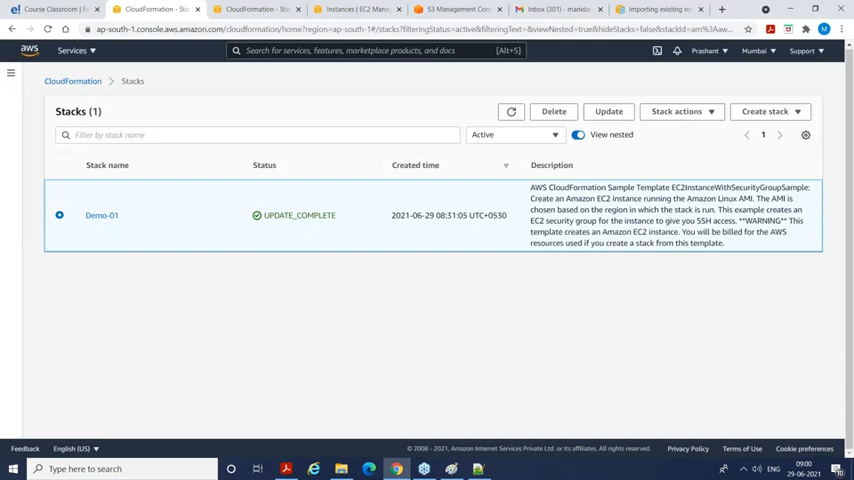 Course Classroom | Ed
CloudFormation - Sta
CloudFormation - Sta
Instances | EC2 Manag
S3 Management Con
Inbox (301) - manidan
Importing existing re
ap-south-1.console.aws.amazon.com/cloudformation/home?region=ap-south-1#/stacks?filteringStatus=active&filteringText=&viewNested=true&hideStacks=false&stackId=arn%3Aaw...
M
aws
Services
Search for services, features, marketplace products, and docs
[Alt+S]
Prashant
Mumbai
Support
CloudFormation
Stacks
Stacks (1)
Delete
Update
Stack actions
Create stack
Filter by stack name
Active
View nested
1
Stack name
Status
Created time
Description
Demo-01
UPDATE_COMPLETE
2021-06-29 08:31:05 UTC+0530
AWS CloudFormation Sample Template EC2InstanceWithSecurityGroupSample:
Create an Amazon EC2 instance running the Amazon Linux AMI. The AMI is
chosen based on the region in which the stack is run. This example creates an
EC2 security group for the instance to give you SSH access. **WARNING** This
template creates an Amazon EC2 instance. You will be billed for the AWS
resources used if you create a stack from this template.
Feedback
English (US)
© 2008 - 2021, Amazon Internet Services Private Ltd. or its affiliates. All rights reserved.
Privacy Policy
Terms of Use
Cookie preferences
Type here to search
ENG
09:00
29-06-2021